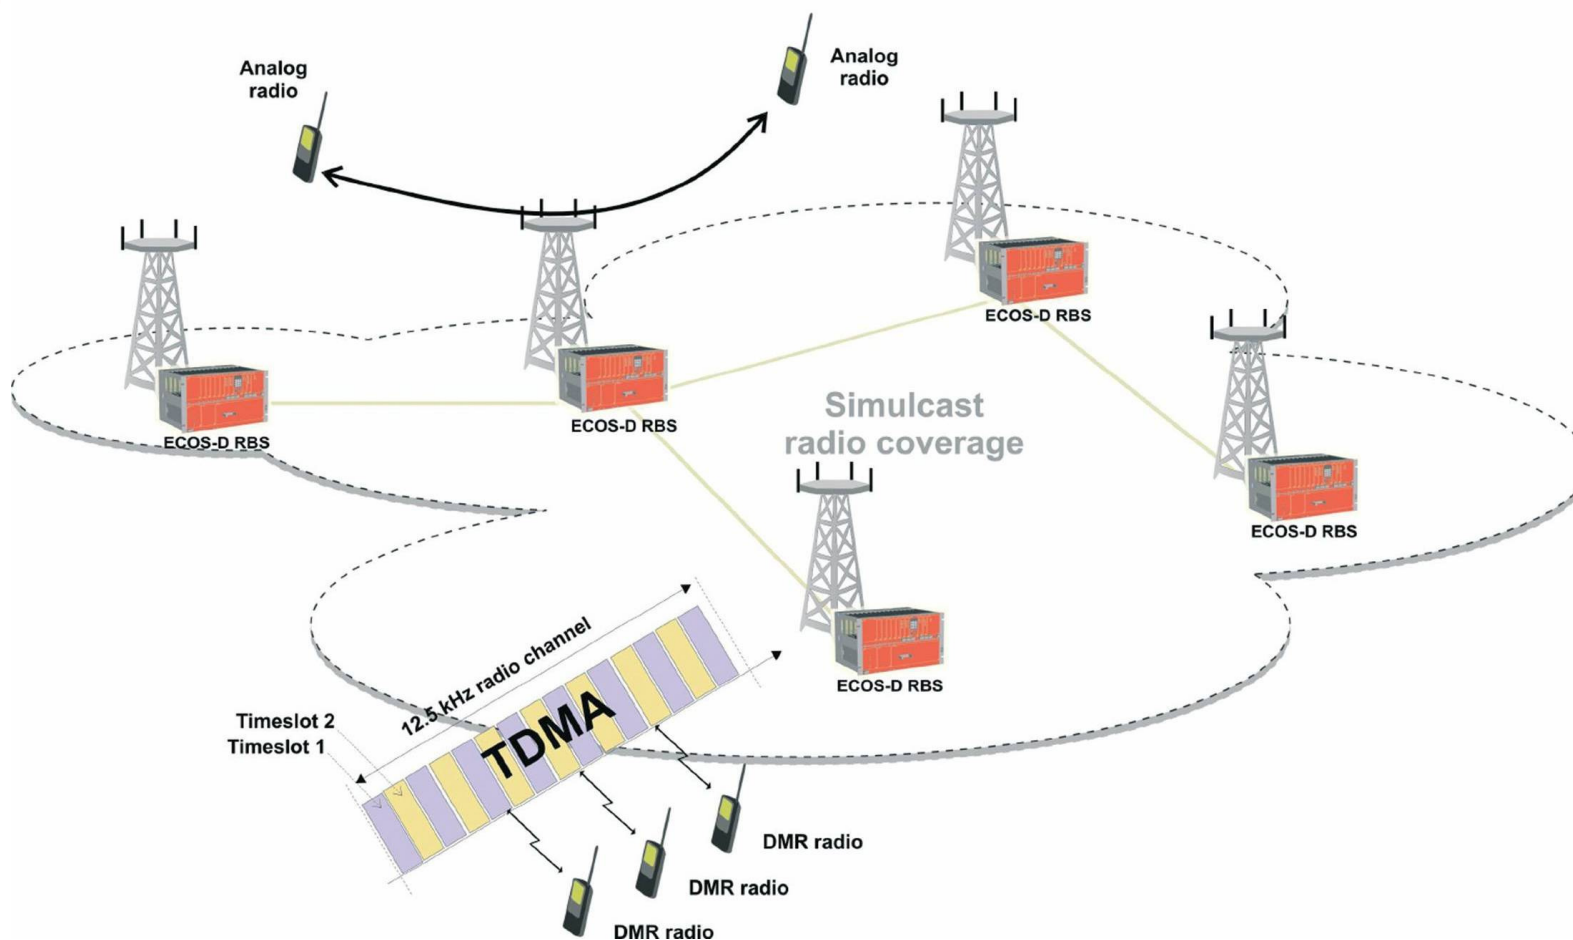 Analog
radio
Analog
radio
ECOS-D RBS
ECOS-D RBS
ECOS-D RBS
ECOS-D RBS
Simulcast
radio coverage
ECOS-D RBS
12.5 kHz radio channel
TDMA
Timeslot 2
Timeslot 1
DMR radio
DMR radio
DMR radio